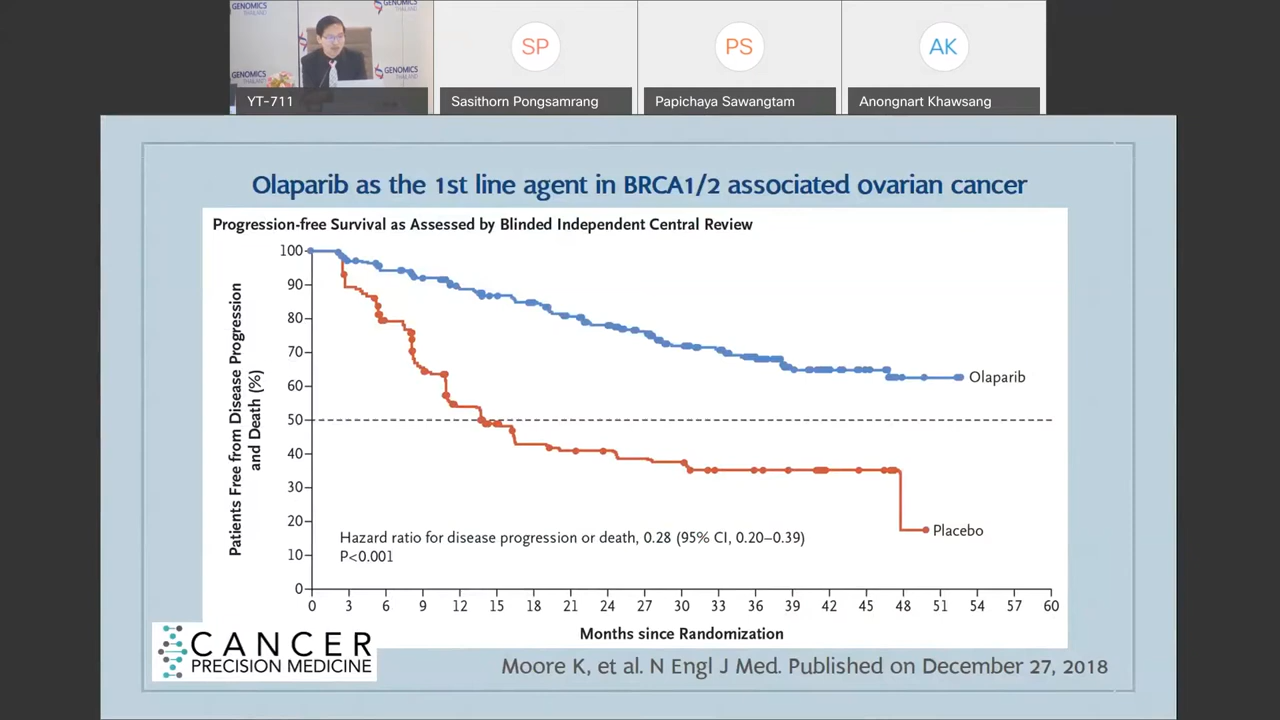 GENOMICS
THAILAND
GENOMICS
GENOMICS
THAILAND
GENOMICS
THAILAND
YT-711
SP
Sasithorn Pongsamrang
PS
Papichaya Sawangtam
AK
Anongnart Khawsang
Olaparib as the 1st line agent in BRCA1/2 associated ovarian cancer
Progression-free Survival as Assessed by Blinded Independent Central Review
Patients Free from Disease Progression
and Death (%)
100
90
80
70
60
50
40
30
20
10
0
Olaparib
Placebo
Hazard ratio for disease progression or death, 0.28 (95% CI, 0.20–0.39)
P<0.001
0 3 6 9 12 15 18 21 24 27 30 33 36 39 42 45 48 51 54 57 60
Months since Randomization
CANCER
PRECISION MEDICINE
Moore K, et al. N Engl J Med. Published on December 27, 2018